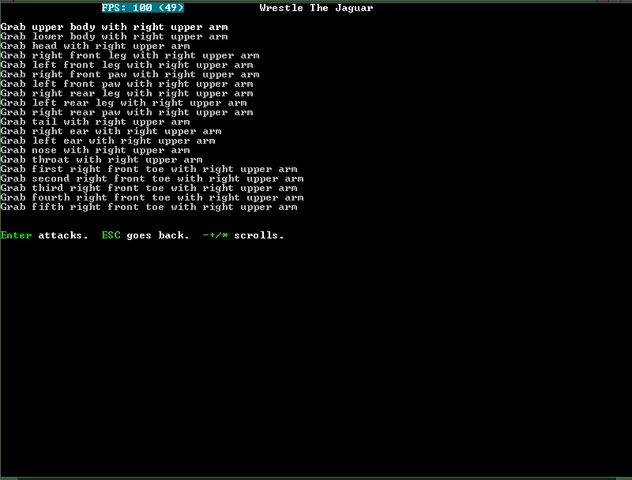 FPS: 100 (49) Wrestle The Jaguar
Grab upper body with right upper arm
Grab lower body with right upper arm
Grab head with right upper arm
Grab right front leg with right upper arm
Grab left front leg with right upper arm
Grab right front paw with right upper arm
Grab left front paw with right upper arm
Grab right rear leg with right upper arm
Grab left rear leg with right upper arm
Grab right rear paw with right upper arm
Grab tail with right upper arm
Grab right ear with right upper arm
Grab left ear with right upper arm
Grab nose with right upper arm
Grab throat with right upper arm
Grab first right front toe with right upper arm
Grab second right front toe with right upper arm
Grab third right front toe with right upper arm
Grab fourth right front toe with right upper arm
Grab fifth right front toe with right upper arm
Enter attacks. ESC goes back. -+/* scrolls.